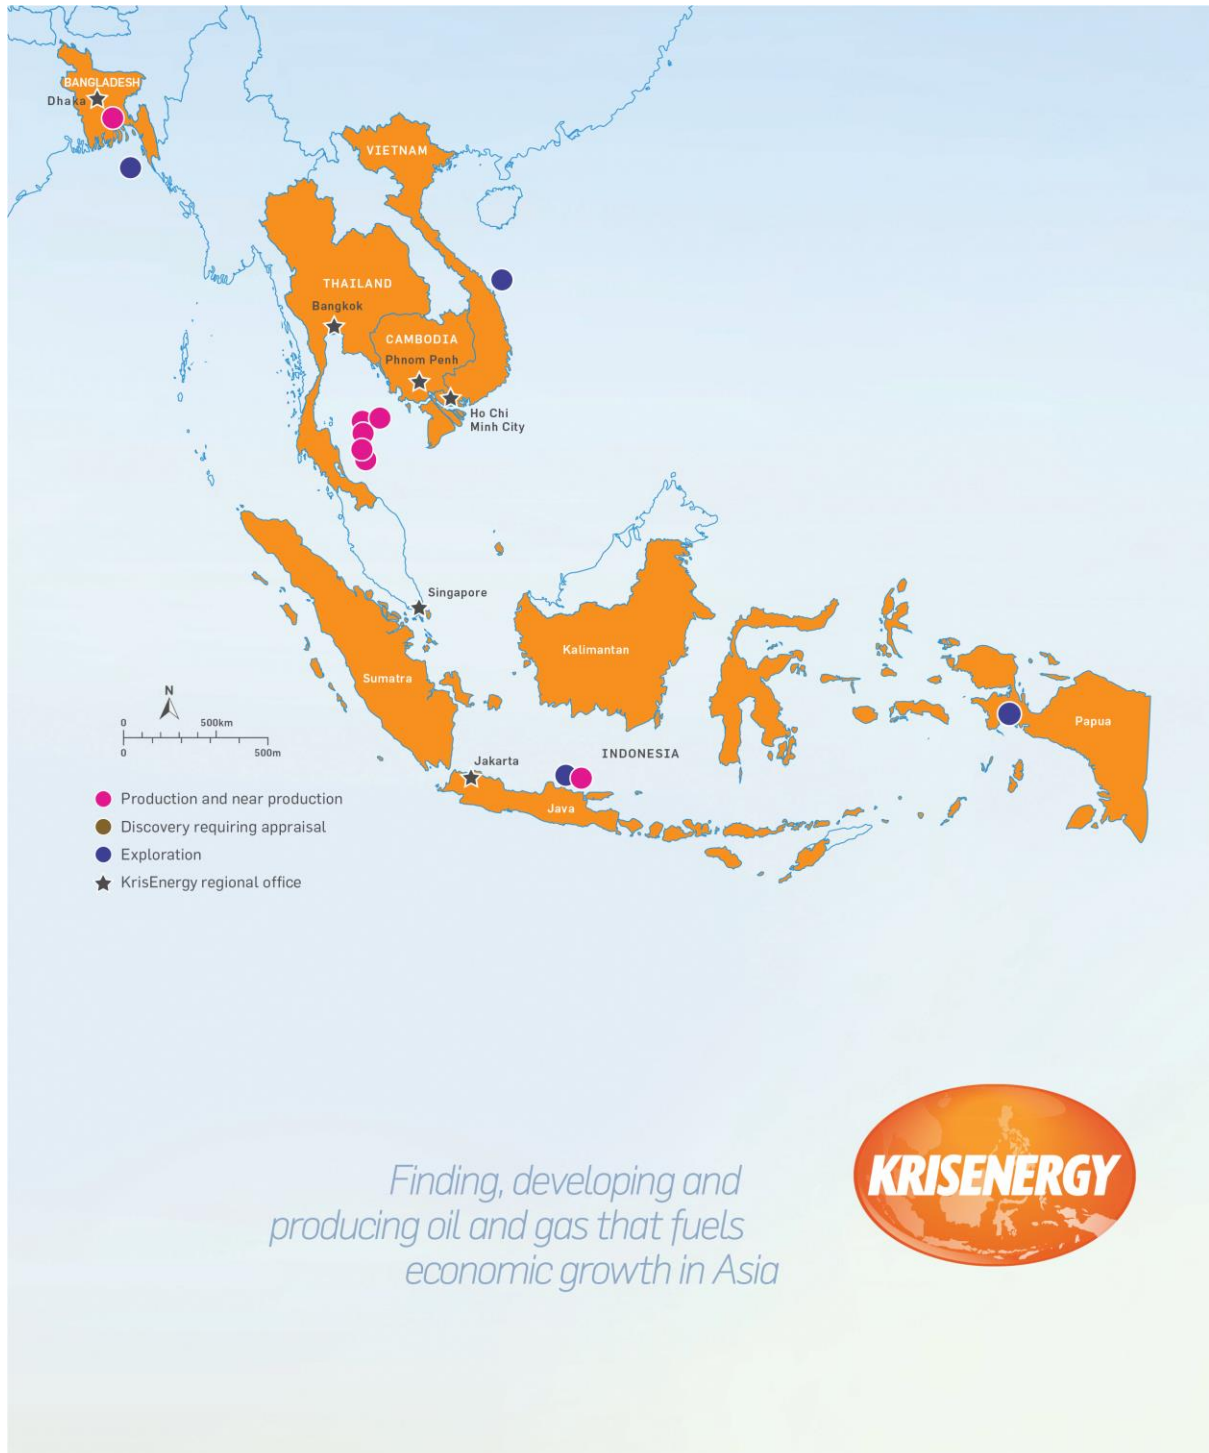 BANGLADESH
Dhaka
VIETNAM
THAILAND
Bangkok
CAMBODIA
Phnom Penh
Ho Chi
Minh City
Singapore
Kalimantan
Sumatra
N
0 500km
0 500m
Papua
INDONESIA
Jakarta
Java
Production and near production
Discovery requiring appraisal
Exploration
KrisEnergy regional office
KRISENERGY
Finding, developing and
producing oil and gas that fuels
economic growth in Asia